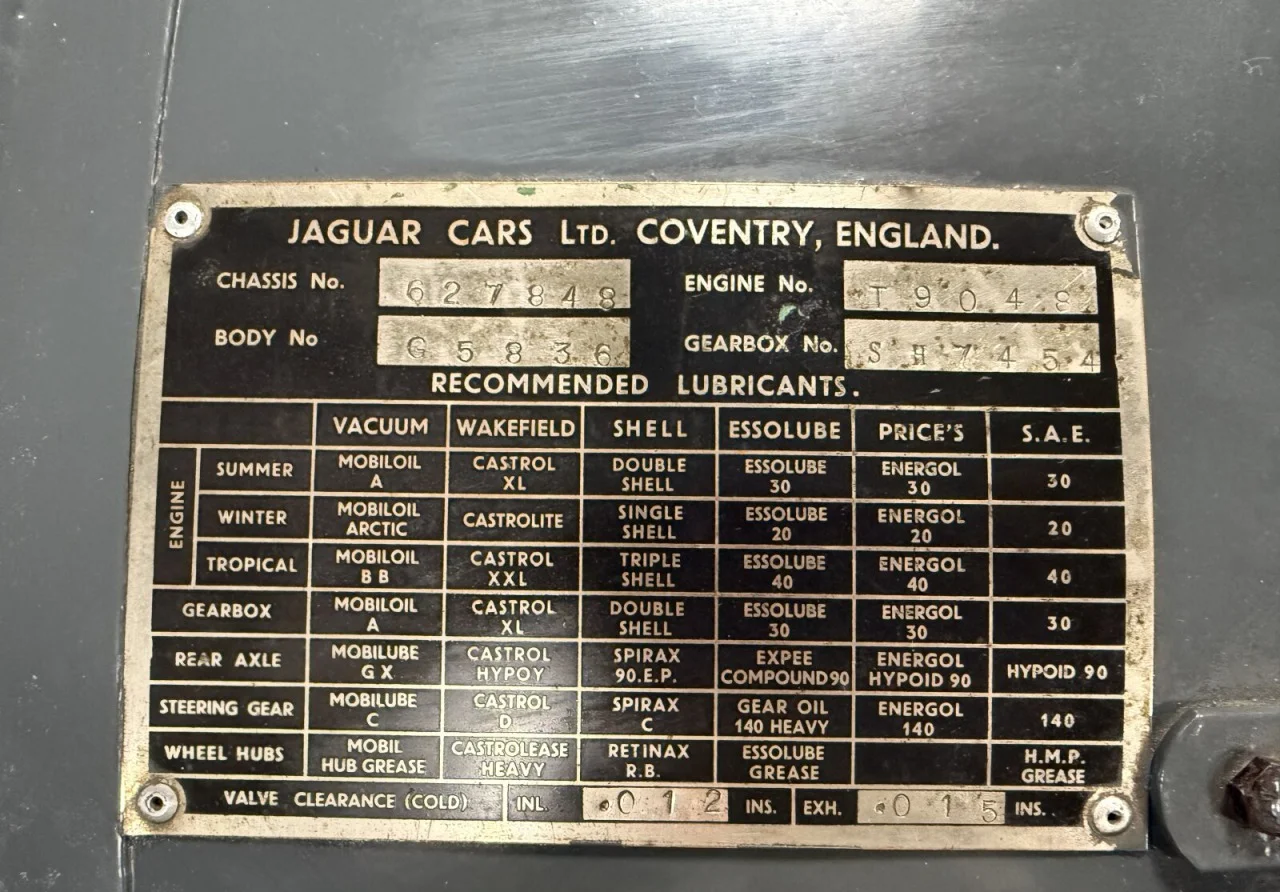 JAGUAR CARS LTD. COVENTRY, ENGLAND.
CHASSIS No. 627848 ENGINE No. T9048
BODY No G5836 GEARBOX No. SH7454
RECOMMENDED LUBRICANTS.
VACUUM WAKEFIELD SHELL ESSOLUBE PRICE'S S.A.E.
ENGINE
SUMMER MOBILOIL A CASTROL XL DOUBLE SHELL ESSOLUBE 30 ENERGOL 30 30
WINTER MOBILOIL ARCTIC CASTROLITE SINGLE SHELL ESSOLUBE 20 ENERGOL 20 20
TROPICAL MOBILOIL BB CASTROL XXL TRIPLE SHELL ESSOLUBE 40 ENERGOL 40 40
GEARBOX MOBILOIL A CASTROL XL DOUBLE SHELL ESSOLUBE 30 ENERGOL 30 30
REAR AXLE MOBILUBE GX CASTROL HYPOY SPIRAX 90.E.P. EXPEE COMPOUND 90 ENERGOL HYPOID 90 HYPOID 90
STEERING GEAR MOBILUBE C CASTROL D SPIRAX C GEAR OIL 140 HEAVY ENERGOL 140 140
WHEEL HUBS MOBIL HUB GREASE CASTROLEASE HEAVY RETINAX R.B. ESSOLUBE GREASE H.M.P. GREASE
VALVE CLEARANCE (COLD) INL. .012 INS. EXH. .015 INS.